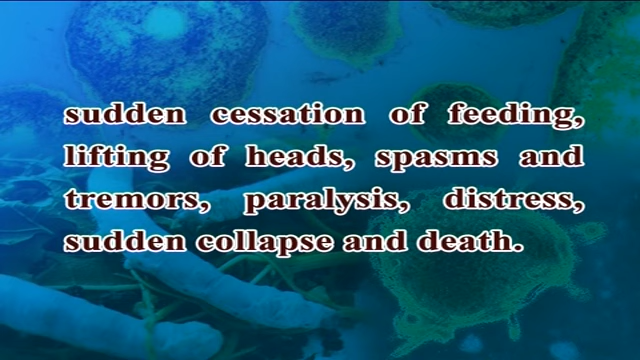 sudden cessation of feeding,
lifting of heads, spasms and
tremors, paralysis, distress,
sudden collapse and death.